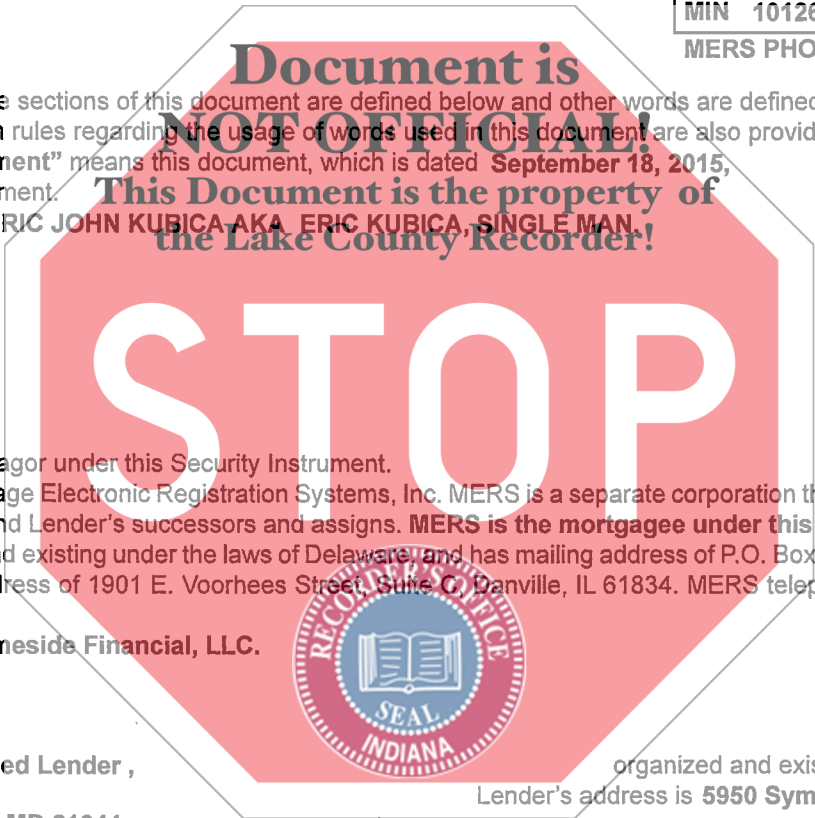 MIN 10126
MERS PHO
Document is
e sections of this document are defined below and other words are defined
NOT OFFICIAL!
n rules regarding the usage of words used in this document are also provid
ment” means this document, which is dated September 18, 2015,
This Document is the property of
ment.
RIC JOHN KUBICA AKA ERIC KUBICA, SINGLE MAN.
the Lake County Recorder!
STOP
agor under this Security Instrument.
age Electronic Registration Systems, Inc. MERS is a separate corporation th
nd Lender’s successors and assigns. MERS is the mortgagee under this
d existing under the laws of Delaware, and has mailing address of P.O. Box
ress of 1901 E. Voorhees Street, Suite C, Danville, IL 61834. MERS telep
RECORDER'S OFFICE
neside Financial, LLC.
SEAL
INDIANA
ed Lender ,
organized and exis
Lender’s address is 5950 Sym